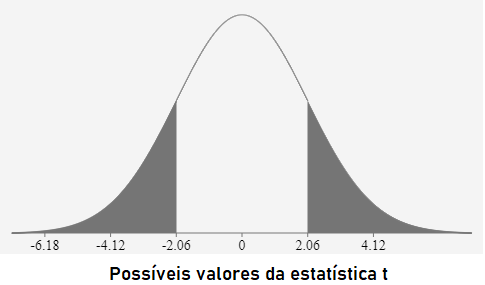 -6.18 -4.12 -2.06 0 2.06 4.12
Possíveis valores da estatística t